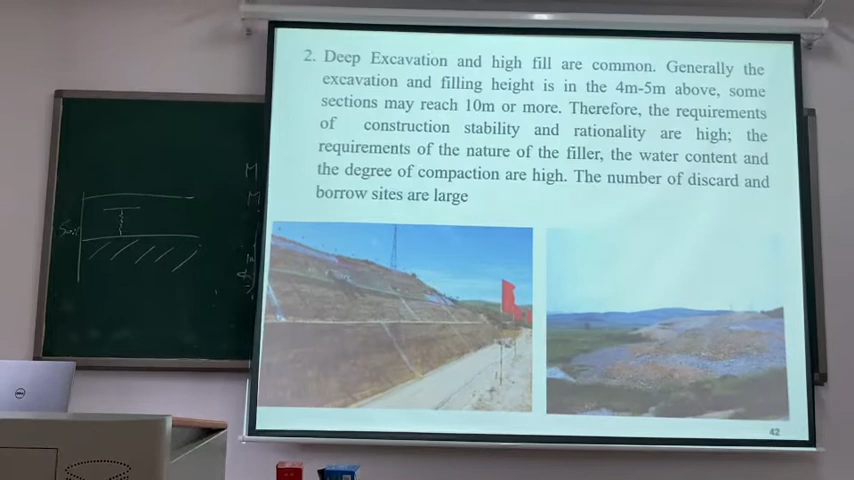 2. Deep Excavation and high fill are common. Generally the
excavation and filling height is in the 4m-5m above, some
sections may reach 10m or more. Therefore, the requirements
of construction stability and rationality are high; the
requirements of the nature of the filler, the water content and
the degree of compaction are high. The number of discard and
borrow sites are large
42